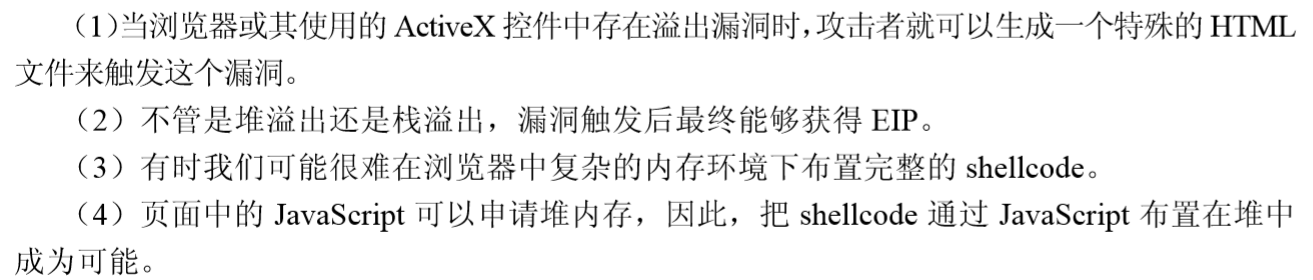 （1)当浏览器或其使用的 ActiveX 控件中存在溢出漏洞时,攻击者就可以生成一个特殊的 HTML
文件来触发这个漏洞。
（2）不管是堆溢出还是栈溢出，漏洞触发后最终能够获得 EIP。
（3）有时我们可能很难在浏览器中复杂的内存环境下布置完整的 shellcode。
（4）页面中的 JavaScript 可以申请堆内存，因此，把 shellcode 通过 JavaScript 布置在堆中
成为可能。